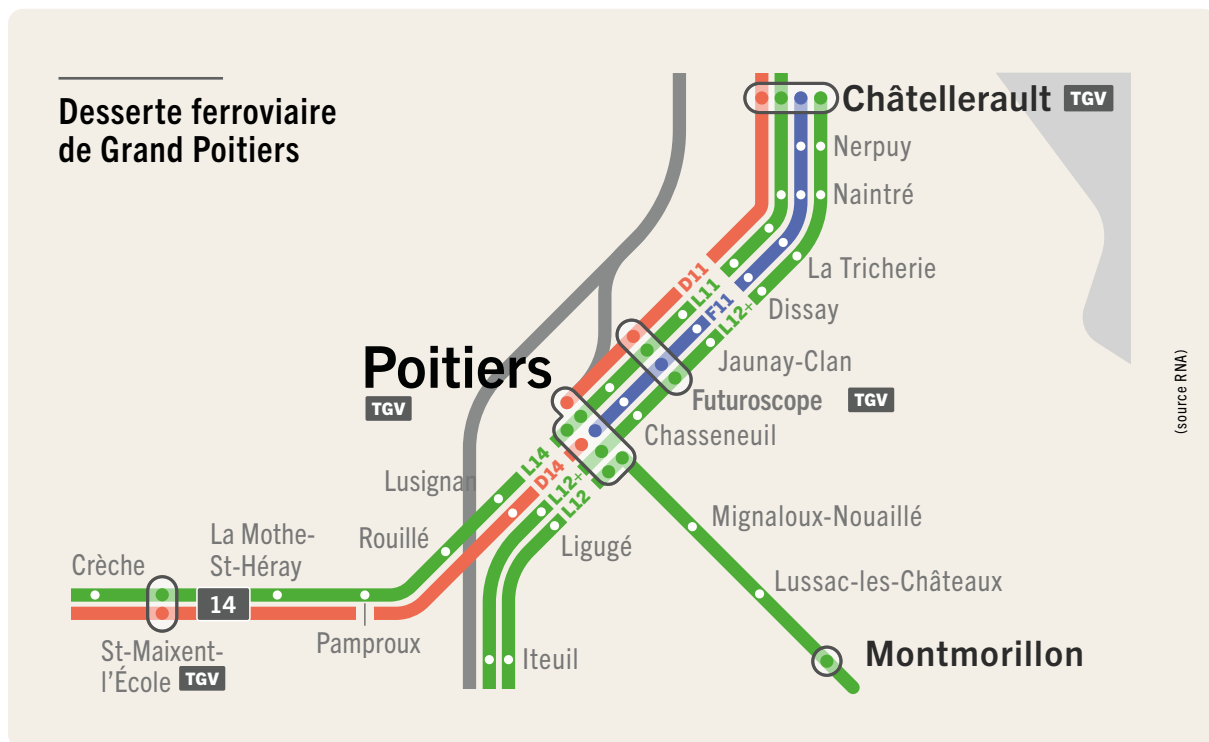 Desserte ferroviaire
de Grand Poitiers
Châtellerault TGV
Nerpuy
Naintré
La Tricherie
Dissay
D11
L11
F11
L12+
Jaunay-Clan
Futuroscope TGV
Chasseneuil
Poitiers
TGV
L14
D14
L12+
L12
Lusignan
Rouillé
Ligugé
La Mothe-
St-Héray
Crèche
14
Pamproux
St-Maixent-
l'École TGV
Iteuil
Mignaloux-Nouaillé
Lussac-les-Châteaux
Montmorillon
(source RNA)